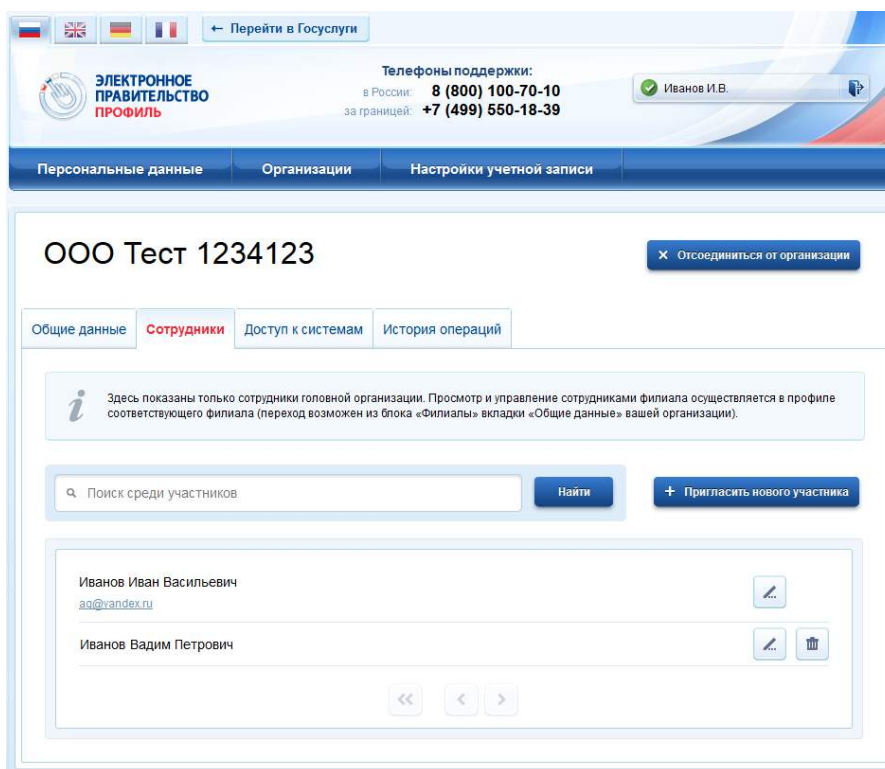 ← Перейти в Госуслуги
ЭЛЕКТРОННОЕ
ПРАВИТЕЛЬСТВО
ПРОФИЛЬ
Телефоны поддержки:
в России: 8 (800) 100-70-10
за границей: +7 (499) 550-18-39
Иванов И.В.
Персональные данные Организации Настройки учетной записи
ООО Тест 1234123
× Отсоединиться от организации
Общие данные Сотрудники Доступ к системам История операций
Здесь показаны только сотрудники головной организации. Просмотр и управление сотрудниками филиала осуществляется в профиле
соответствующего филиала (переход возможен из блока «Филиалы» вкладки «Общие данные» вашей организации).
Поиск среди участников Найти + Пригласить нового участника
Иванов Иван Васильевич
aq@yandex.ru
Иванов Вадим Петрович